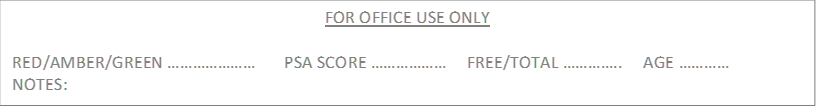 FOR OFFICE USE ONLY
RED/AMBER/GREEN ………………… PSA SCORE ……………… FREE/TOTAL ………….. AGE …………
NOTES: